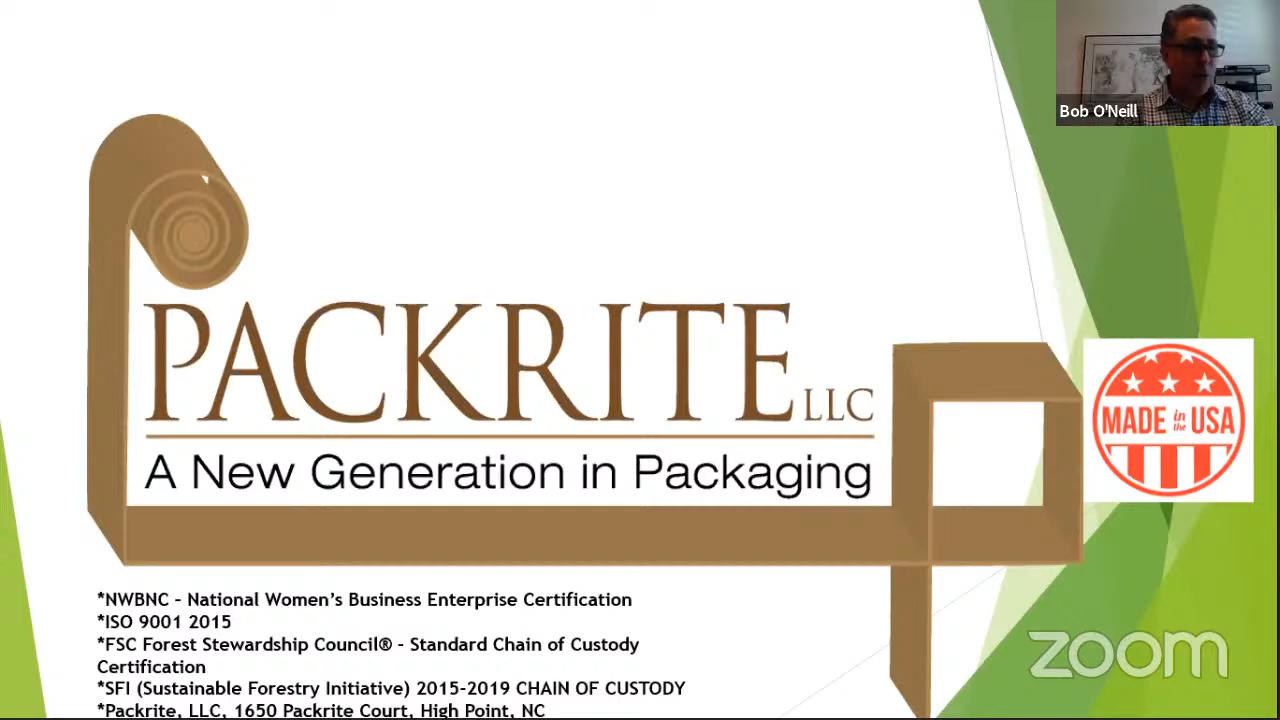 Bob O'Neill
PACKRITE LLC
A New Generation in Packaging
MADE in the USA
*NWBNC – National Women's Business Enterprise Certification
*ISO 9001 2015
*FSC Forest Stewardship Council® - Standard Chain of Custody
Certification
*SFI (Sustainable Forestry Initiative) 2015-2019 CHAIN OF CUSTODY
*Packrite, LLC, 1650 Packrite Court, High Point, NC
zoom